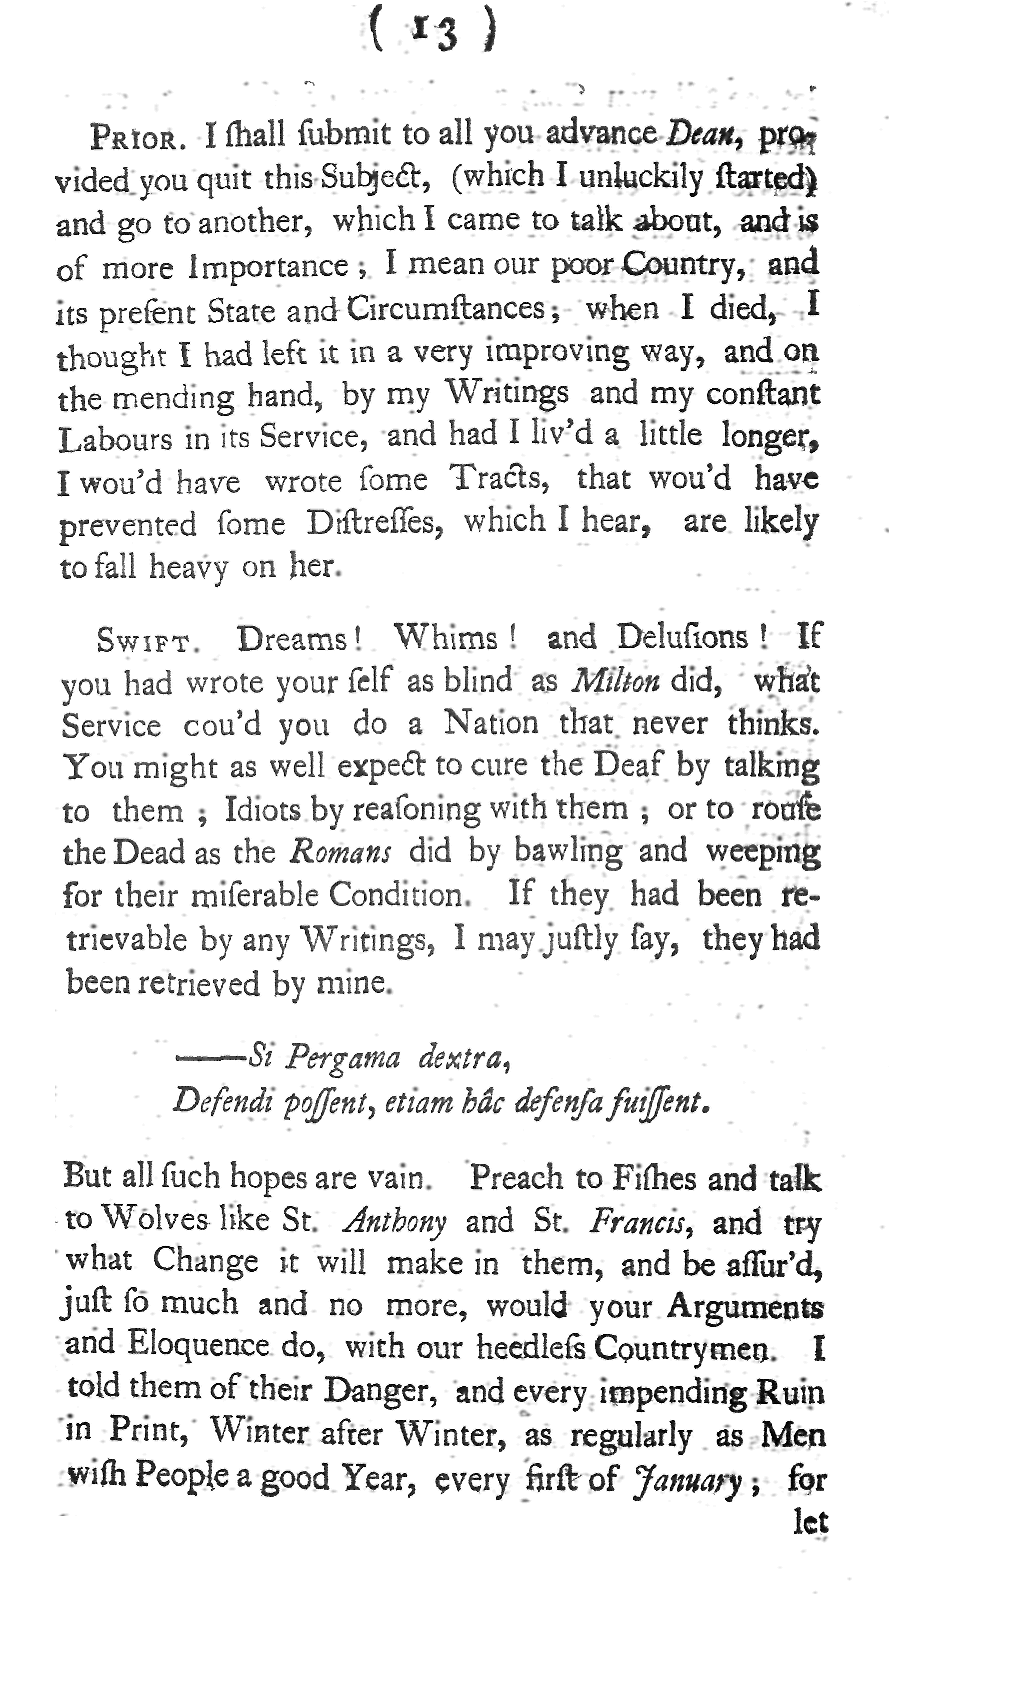 ( 13 )
PRIOR. I ſhall ſubmit to all you advance Dean, pro-
vided you quit this Subject, (which I unluckily ſtarted)
and go to another, which I came to talk about, and is
of more Importance; I mean our poor Country, and
its preſent State and Circumſtances; when I died, I
thought I had left it in a very improving way, and on
the mending hand, by my Writings and my conſtant
Labours in its Service, and had I liv'd a little longer,
I wou'd have wrote ſome Tracts, that wou'd have
prevented ſome Diſtreſſes, which I hear, are likely
to fall heavy on her.
SWIFT. Dreams! Whims! and Deluſions! If
you had wrote your ſelf as blind as Milton did, what
Service cou'd you do a Nation that never thinks.
You might as well expect to cure the Deaf by talking
to them; Idiots by reaſoning with them; or to rouſe
the Dead as the Romans did by bawling and weeping
for their miſerable Condition. If they had been re-
trievable by any Writings, I may juſtly ſay, they had
been retrieved by mine.
——Si Pergama dextra,
Defendi poſſent, etiam hâc defenſa fuiſſent.
But all ſuch hopes are vain. Preach to Fiſhes and talk
to Wolves like St. Anthony and St. Francis, and try
what Change it will make in them, and be aſſur'd,
juſt ſo much and no more, would your Arguments
and Eloquence do, with our heedleſs Countrymen. I
told them of their Danger, and every impending Ruin
in Print, Winter after Winter, as regularly as Men
wiſh People a good Year, every firſt of January; for
let